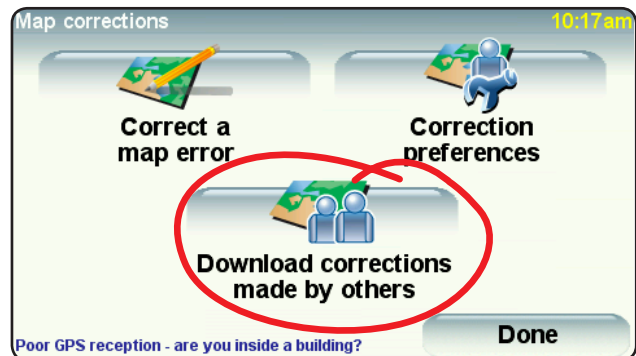 Map corrections
10:17am
Correct a
map error
Correction
preferences
Download corrections
made by others
Poor GPS reception - are you inside a building?
Done